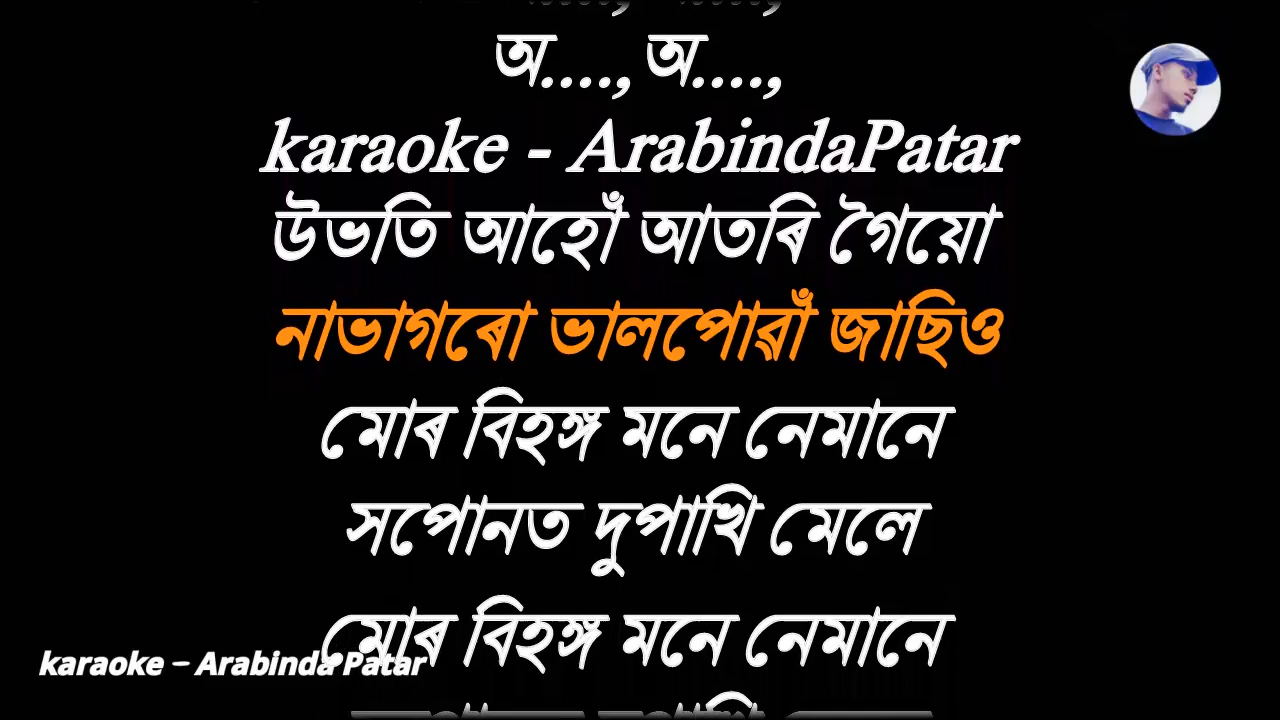 অ....,অ....,
karaoke - ArabindaPatar
উভতি আহোঁ আতৰি গৈয়ো
নাভাগৰো ভালপোৱাঁ জাছিও
মোৰ বিহঙ্গ মনে নেমানে
সপোনত দুপাখি মেলে
মোৰ বিহঙ্গ মনে নেমানে
karaoke – Arabinda Patar